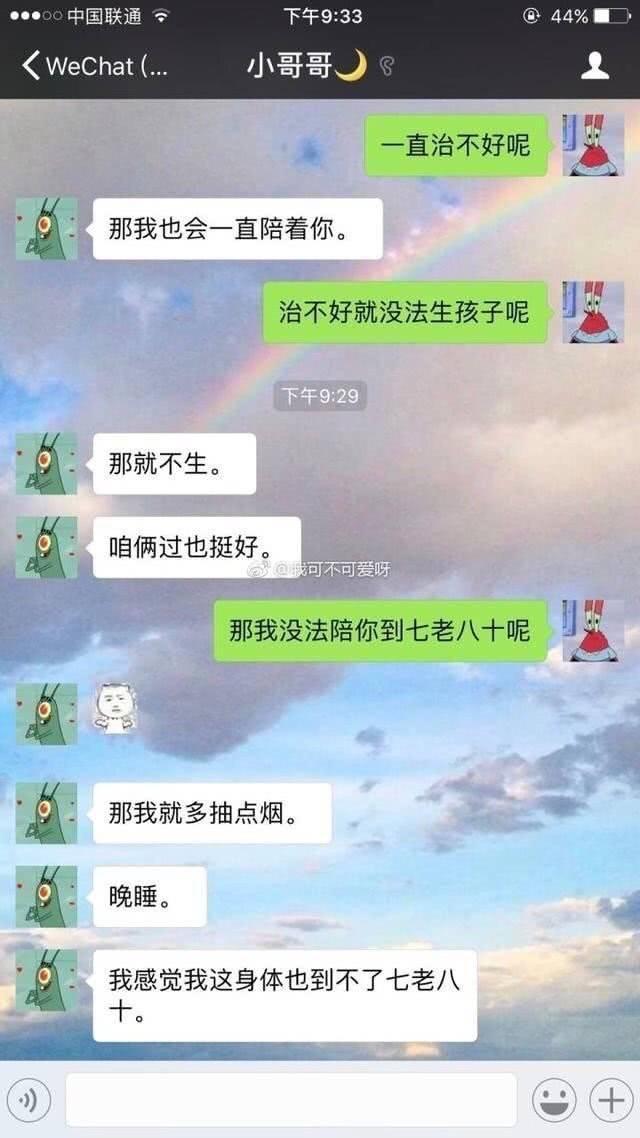 中国联通
下午9:33
44%
WeChat (...
小哥哥🌙
一直治不好呢
那我也会一直陪着你。
治不好就没法生孩子呢
下午9:29
那就不生。
咱俩过也挺好。
@我可不可爱呀
那我没法陪你到七老八十呢
那我就多抽点烟。
晚睡。
我感觉我这身体也到不了七老八
十。